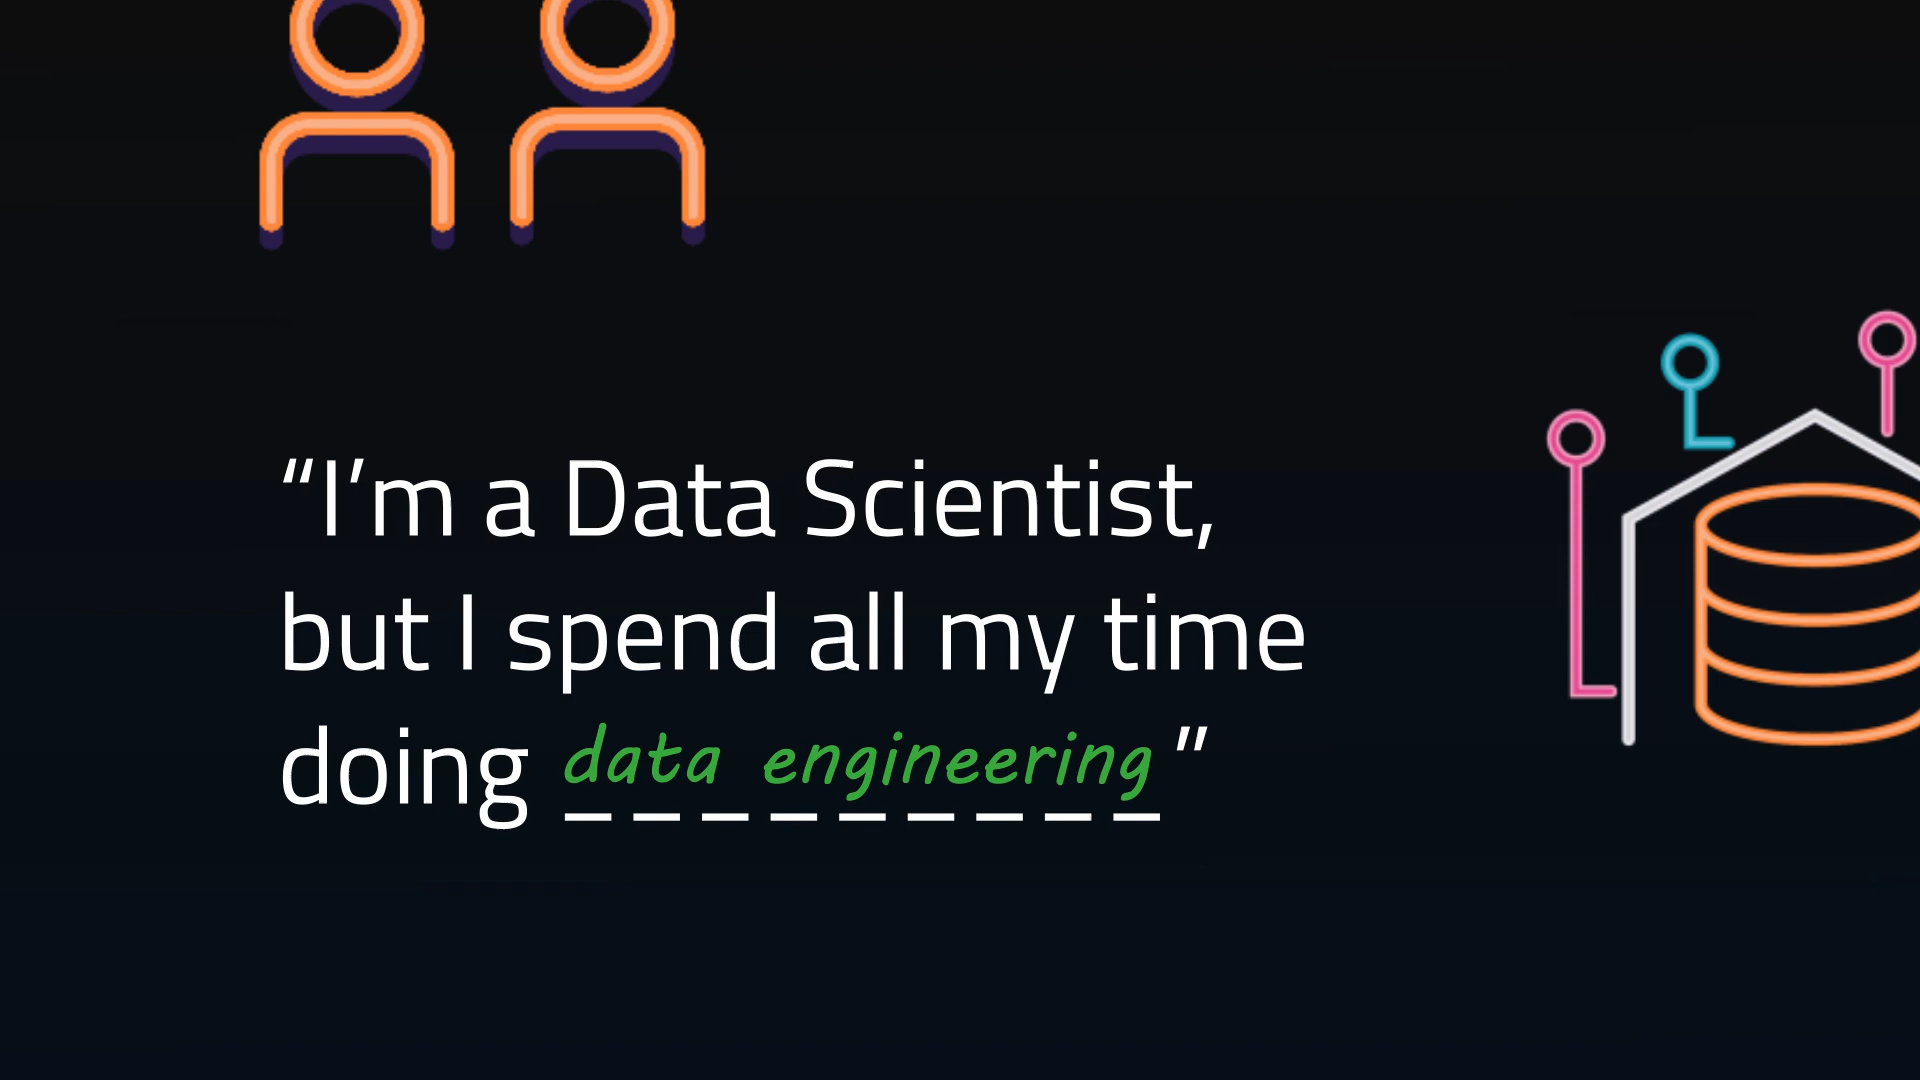 “I’m a Data Scientist,
but I spend all my time
doing data engineering ”